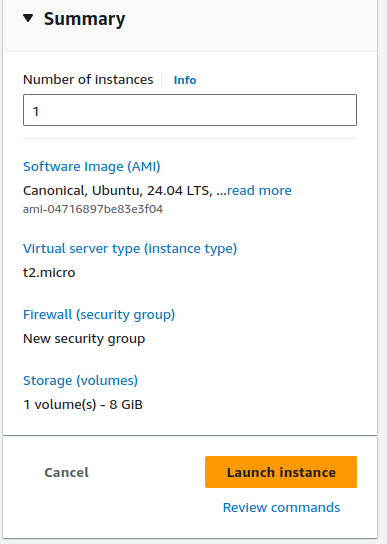 Summary
Number of instances Info
1
Software Image (AMI)
Canonical, Ubuntu, 24.04 LTS, ...read more
ami-04716897be83e3f04
Virtual server type (instance type)
t2.micro
Firewall (security group)
New security group
Storage (volumes)
1 volume(s) - 8 GiB
Cancel
Launch instance
Review commands